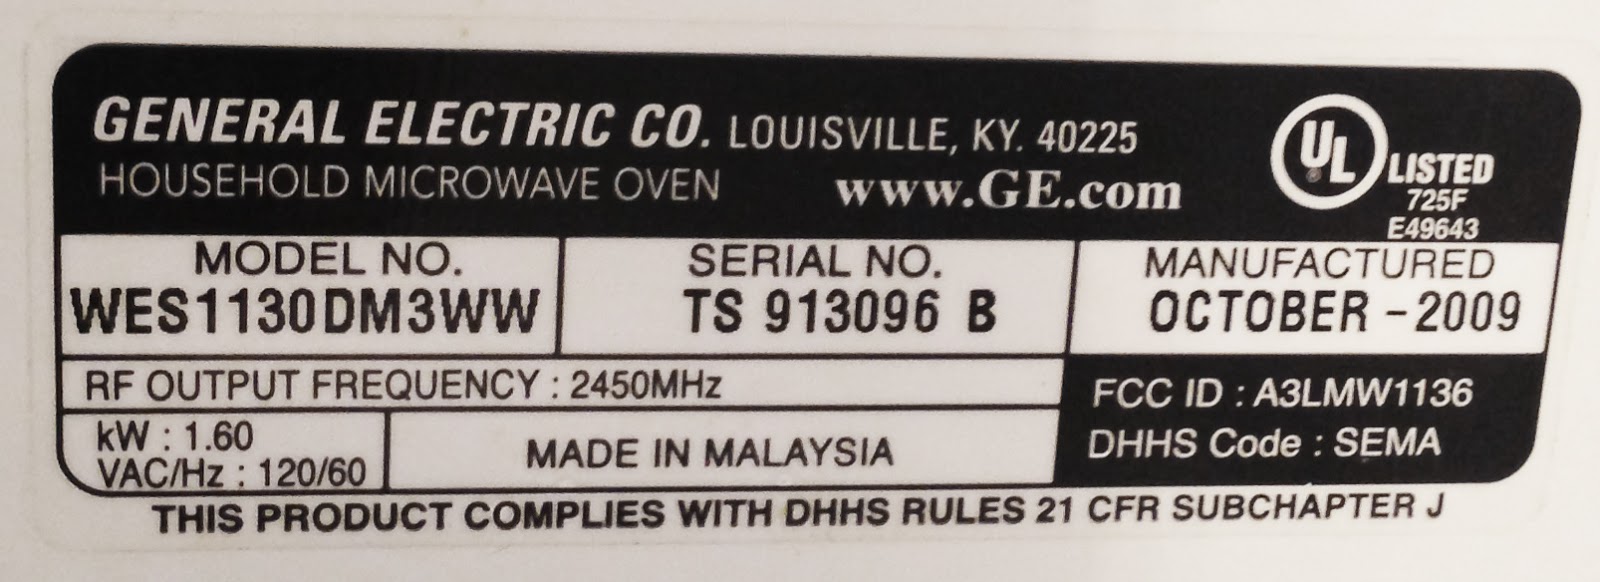 GENERAL ELECTRIC CO. LOUISVILLE, KY. 40225
HOUSEHOLD MICROWAVE OVEN www.GE.com
UL ® LISTED
725F
E49643
MODEL NO.
WES1130DM3WW
SERIAL NO.
TS 913096 B
MANUFACTURED
OCTOBER - 2009
RF OUTPUT FREQUENCY : 2450MHz
kW : 1.60
VAC/Hz : 120/60
MADE IN MALAYSIA
FCC ID : A3LMW1136
DHHS Code : SEMA
THIS PRODUCT COMPLIES WITH DHHS RULES 21 CFR SUBCHAPTER J